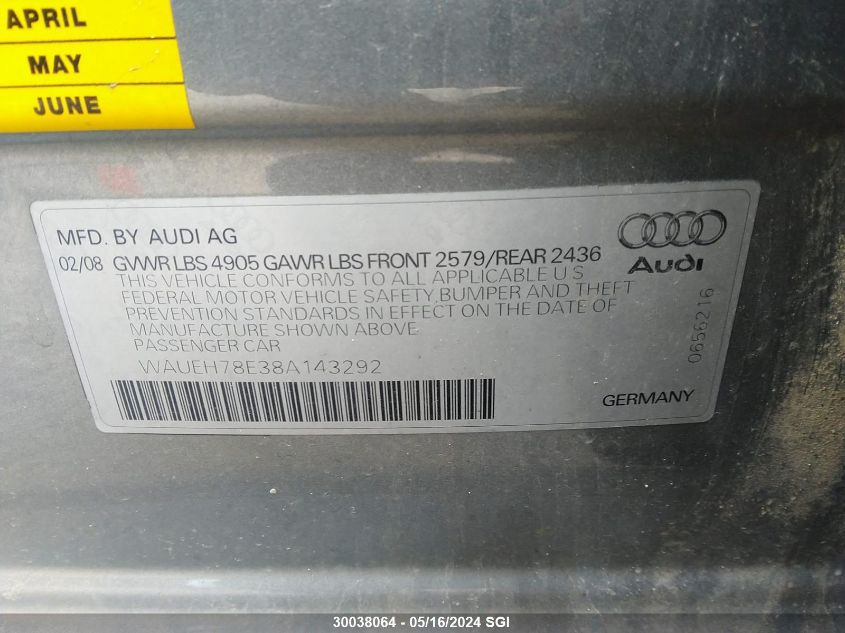 APRIL
MAY
JUNE
MFD. BY AUDI AG
02/08 GVWR LBS 4905 GAWR LBS FRONT 2579/REAR 2436
THIS VEHICLE CONFORMS TO ALL APPLICABLE U S
FEDERAL MOTOR VEHICLE SAFETY,BUMPER AND THEFT
PREVENTION STANDARDS IN EFFECT ON THE DATE OF
MANUFACTURE SHOWN ABOVE.
PASSENGER CAR
WAUEH78E38A143292
Audi
0656216
GERMANY
30038064 - 05/16/2024 SGI